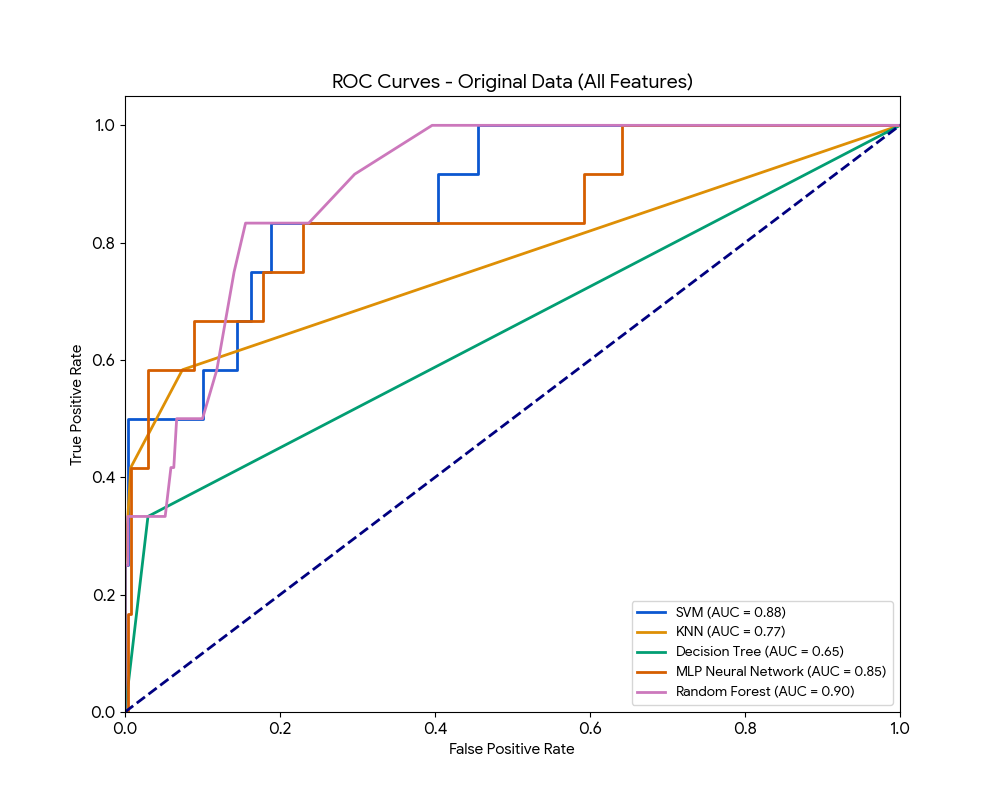 ROC Curves - Original Data (All Features)
True Positive Rate
1.0
0.8
0.6
0.4
0.2
0.0
0.0 0.2 0.4 0.6 0.8 1.0
False Positive Rate
SVM (AUC = 0.88)
KNN (AUC = 0.77)
Decision Tree (AUC = 0.65)
MLP Neural Network (AUC = 0.85)
Random Forest (AUC = 0.90)